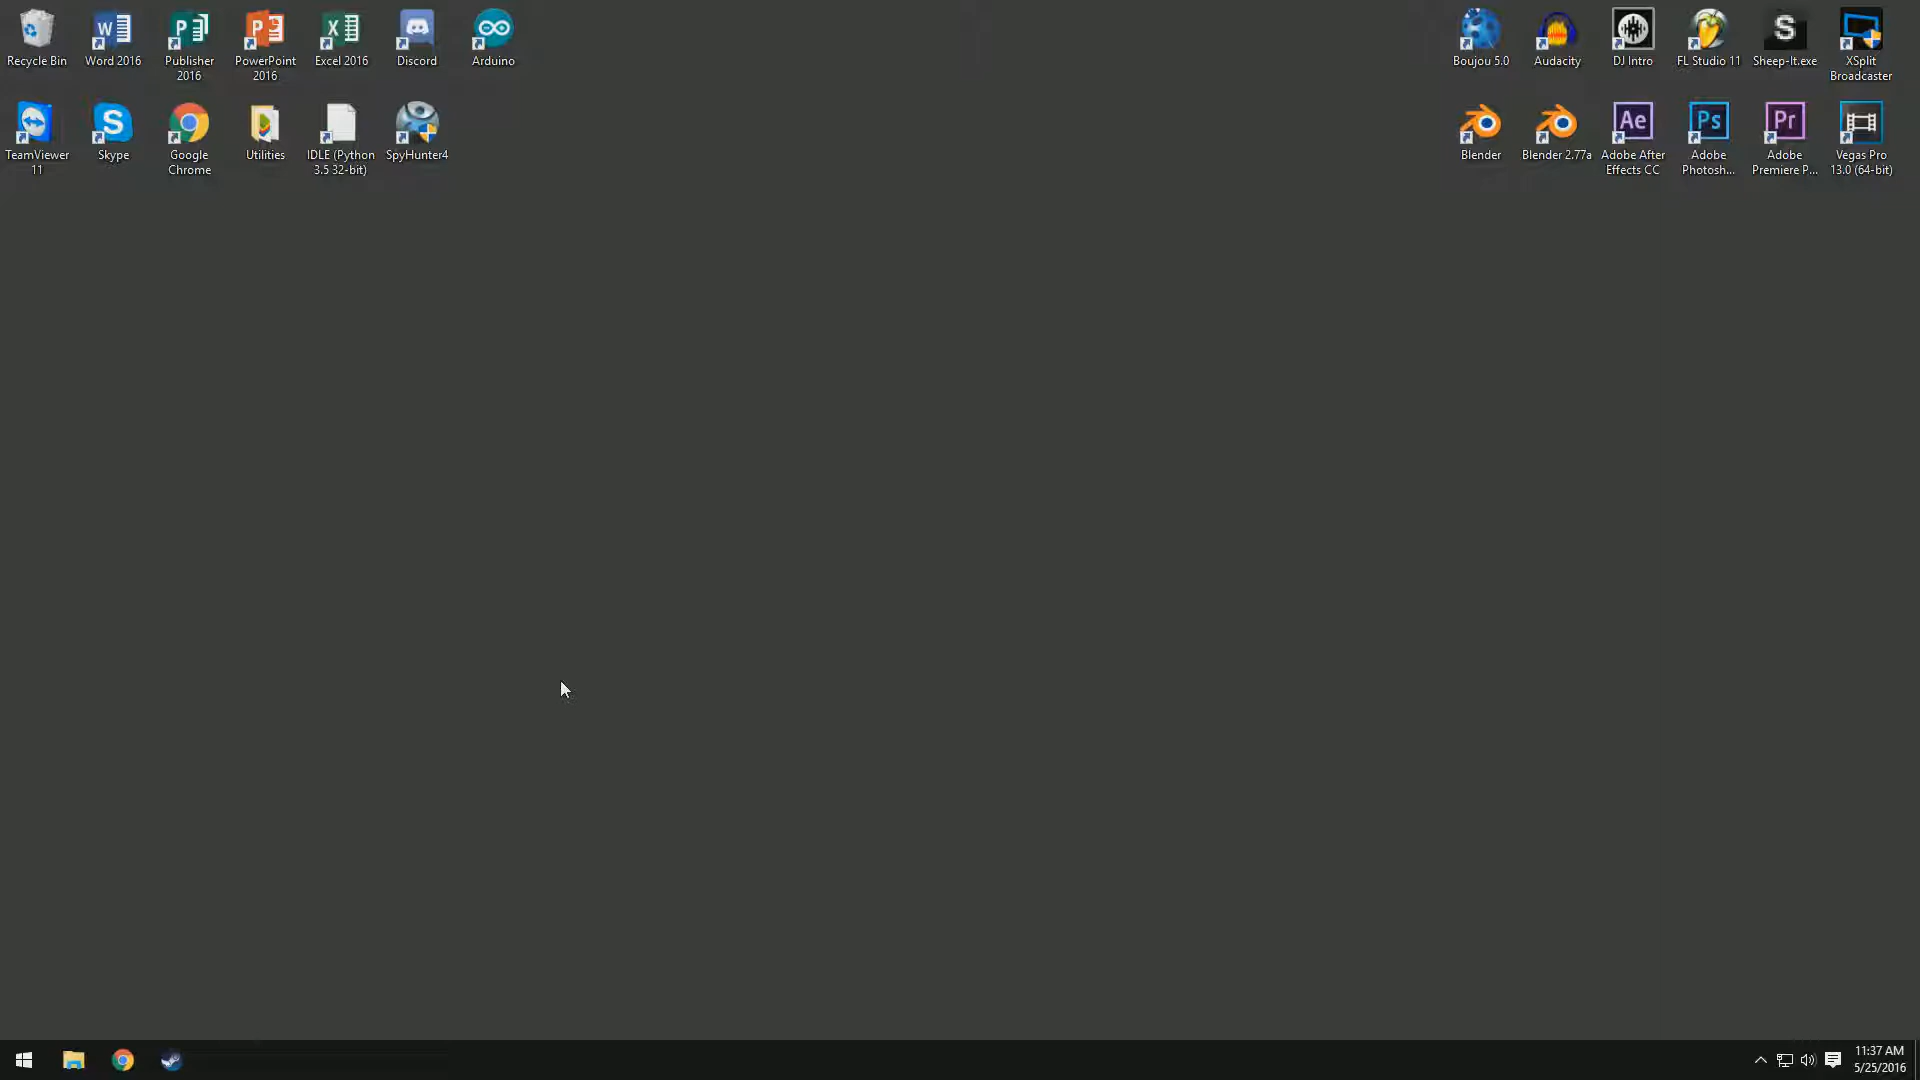 Recycle Bin
Word 2016
Publisher
2016
PowerPoint
2016
Excel 2016
Discord
Arduino
Boujou 5.0
Audacity
DJ Intro
FL Studio 11
Sheep-It.exe
XSplit
Broadcaster
TeamViewer
11
Skype
Google
Chrome
Utilities
IDLE (Python
3.5 32-bit)
SpyHunter4
Blender
Blender 2.77a
Adobe After
Effects CC
Adobe
Photosh...
Adobe
Premiere P...
Vegas Pro
13.0 (64-bit)
11:37 AM
5/25/2016